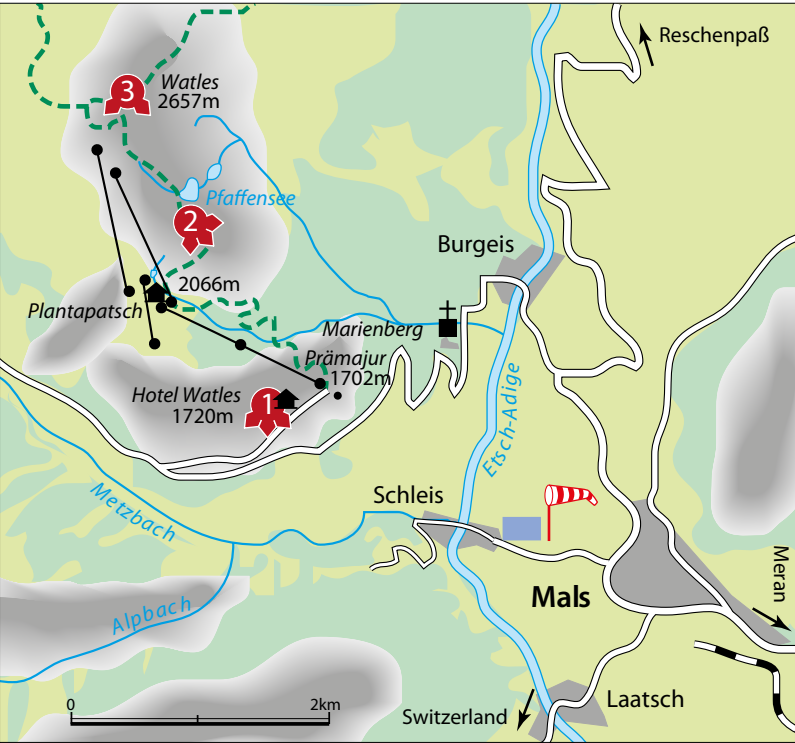 Reschenpaß
3
Watles
2657m
Pfaffensee
2
Burgeis
2066m
Plantapatsch
Marienberg
Prämajur
1702m
Hotel Watles
1720m
1
Etsch-Adige
Schleis
Metzbach
Mals
Meran
Alpbach
Laatsch
Switzerland
0
2km